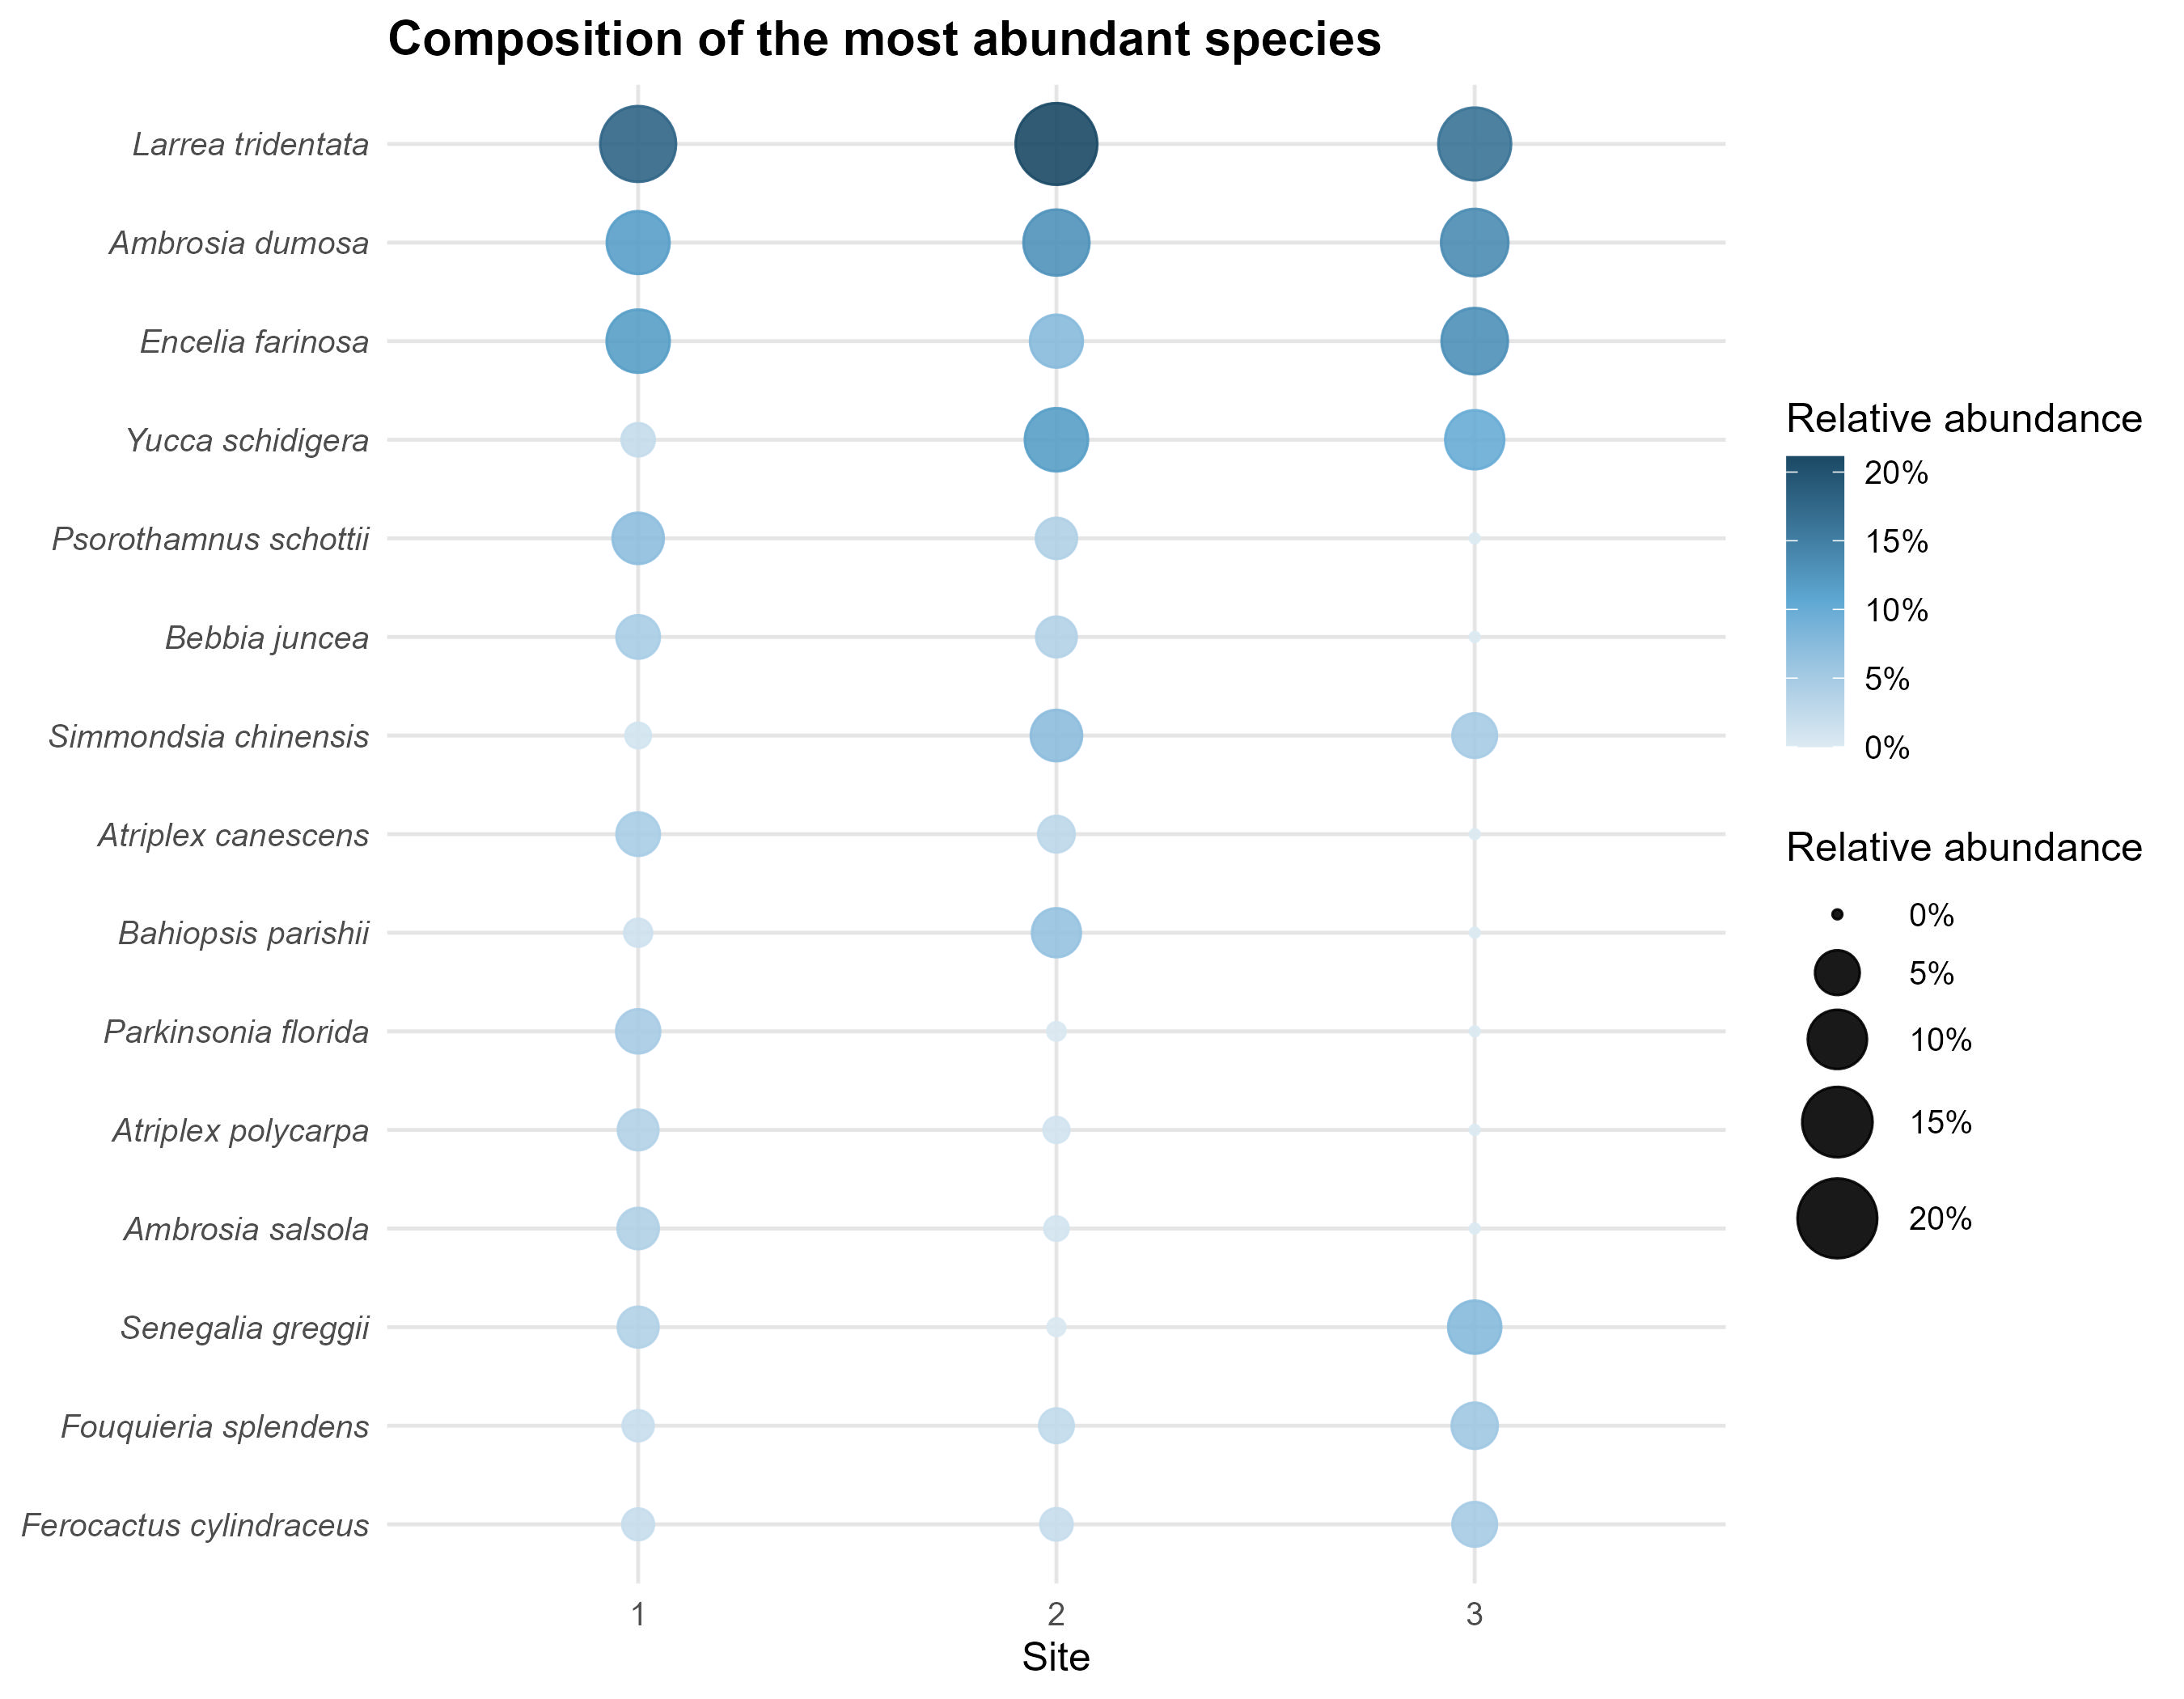 Composition of the most abundant species
Larrea tridentata
Ambrosia dumosa
Encelia farinosa
Yucca schidigera
Psorothamnus schottii
Bebbia juncea
Simmondsia chinensis
Atriplex canescens
Bahiopsis parishii
Parkinsonia florida
Atriplex polycarpa
Ambrosia salsola
Senegalia greggii
Fouquieria splendens
Ferocactus cylindraceus
1 2 3
Site
Relative abundance
20%
15%
10%
5%
0%
Relative abundance
0%
5%
10%
15%
20%